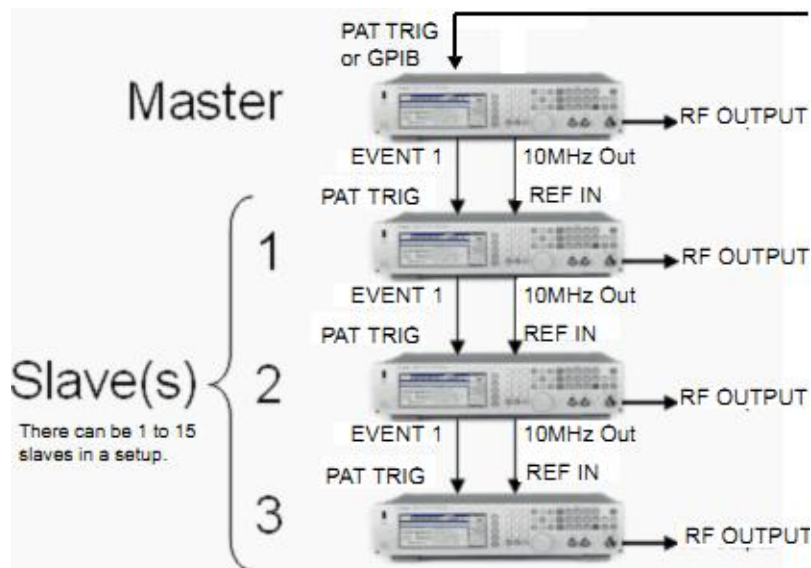 PAT TRIG
or GPIB
Master
RF OUTPUT
EVENT 1
10MHz Out
PAT TRIG
REF IN
1
RF OUTPUT
EVENT 1
10MHz Out
PAT TRIG
REF IN
Slave(s)
2
There can be 1 to 15
slaves in a setup.
RF OUTPUT
EVENT 1
10MHz Out
PAT TRIG
REF IN
3
RF OUTPUT